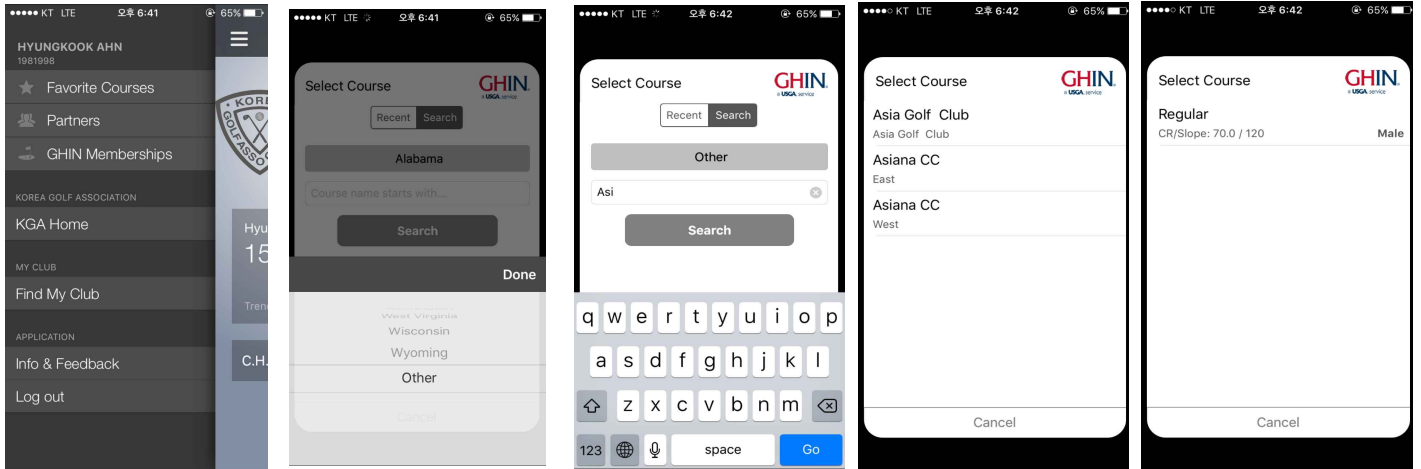 KT LTE 오후 6:41 65%
HYUNGKOOK AHN
1981998
Favorite Courses
Partners
GHIN Memberships
KOREA GOLF ASSOCIATION
KGA Home
MY CLUB
Find My Club
APPLICATION
Info & Feedback
Log out
Hyu
15
Tren
C.H.
KT LTE 오후 6:41 65%
Select Course
GHIN.
a USGA service
Recent Search
Alabama
Course name starts with...
Search
Done
West Virginia
Wisconsin
Wyoming
Other
Cancel
KT LTE 오후 6:42 65%
Select Course
GHIN.
a USGA service
Recent Search
Other
Asi
Search
q w e r t y u i o p
a s d f g h j k l
z x c v b n m
123 space Go
KT LTE 오후 6:42 65%
Select Course
GHIN.
a USGA service
Asia Golf Club
Asia Golf Club
Asiana CC
East
Asiana CC
West
Cancel
KT LTE 오후 6:42 65%
Select Course
GHIN.
a USGA service
Regular
CR/Slope: 70.0 / 120 Male
Cancel